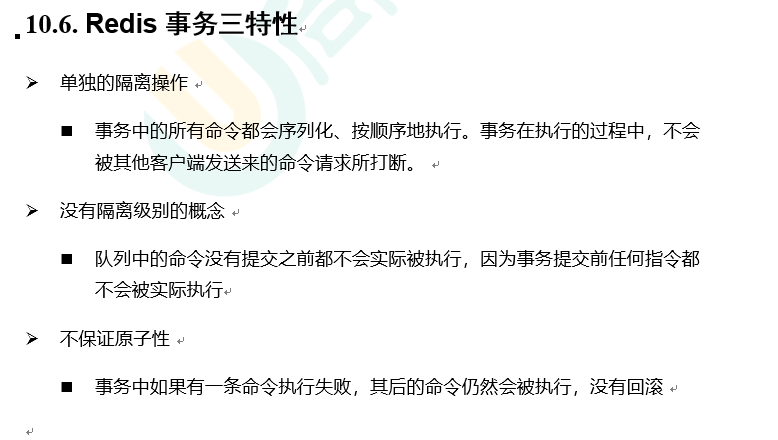 10.6. Redis 事务三特性
单独的隔离操作
事务中的所有命令都会序列化、按顺序地执行。事务在执行的过程中，不会
被其他客户端发送来的命令请求所打断。
没有隔离级别的概念
队列中的命令没有提交之前都不会实际被执行，因为事务提交前任何指令都
不会被实际执行
不保证原子性
事务中如果有一条命令执行失败，其后的命令仍然会被执行，没有回滚